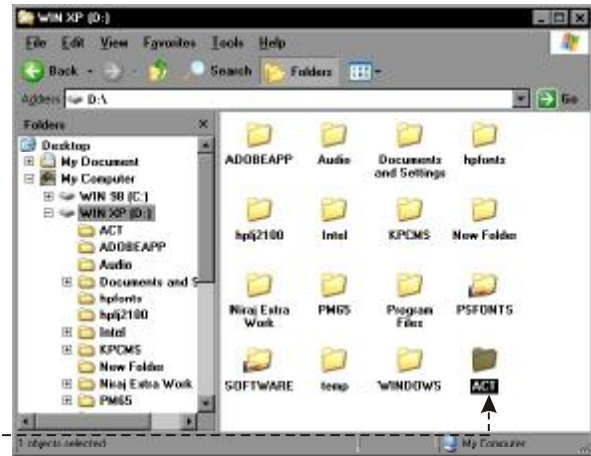 WIN XP (D:)
File Edit View Favorites Tools Help
Back Search Folders
Address D:\ Go
Folders
Desktop
My Document
My Computer
WIN 98 (C:)
WIN XP (D:)
ACT
ADOBEAPP
Audio
Documents and S
hpfonts
hplj2100
Intel
KPCMS
New Folder
Niraj Extra Work
PM65
ADOBEAPP Audio Documents hpfonts
and Settings
hplj2100 Intel KPCMS New Folder
Niraj Extra PM65 Program PSFONTS
Work Files
SOFTWARE temp WINDOWS ACT
1 objects selected My Computer